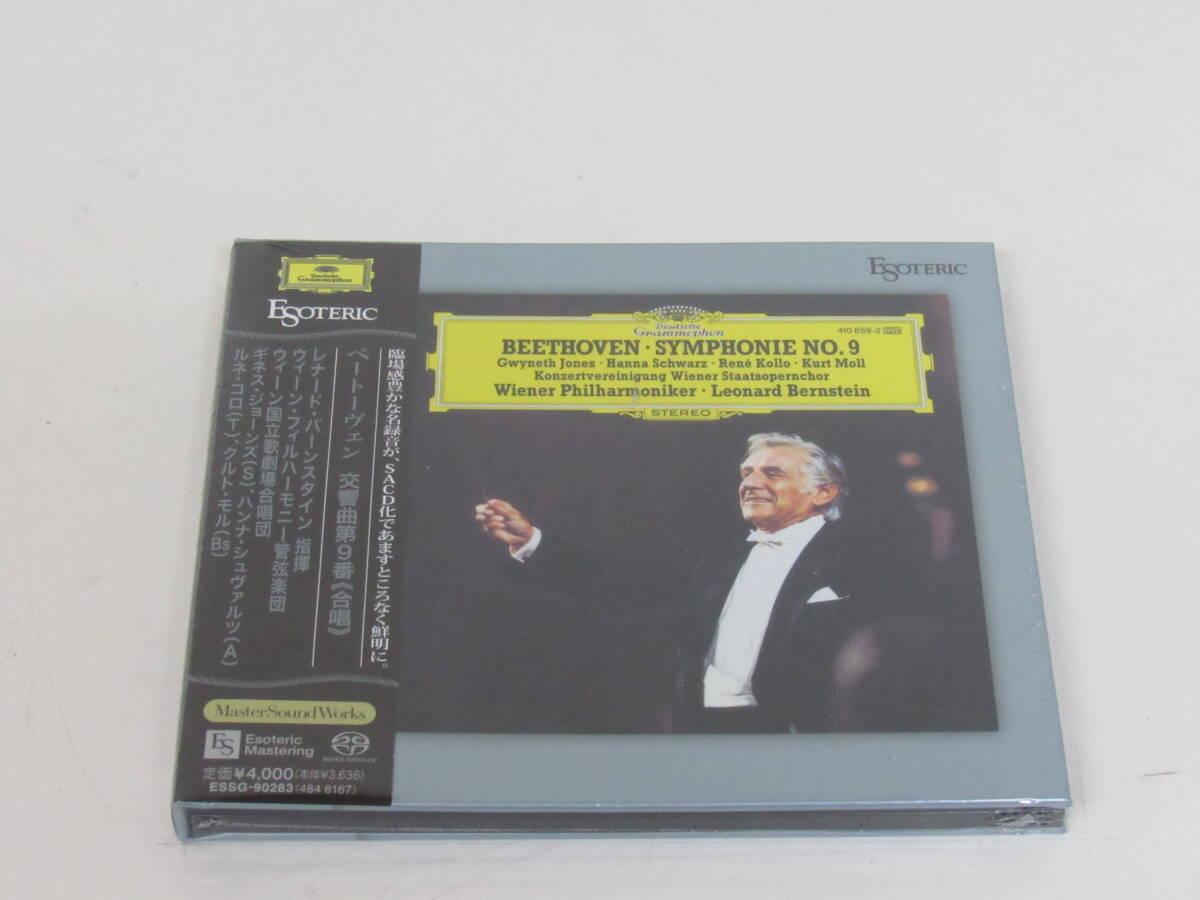 Deutsche
Grammophon
ESOTERIC
臨場感豊かな名録音が、SACD化であますところなく鮮明に。
ベートーヴェン 交響曲第9番《合唱》
レナード・バーンスタイン 指揮
ウィーン・フィルハーモニー管弦楽団
ウィーン国立歌劇場合唱団
ギネス・ジョーンズ(S)、ハンナ・シュヴァルツ(A)
ルネ・コロ(T)、クルト・モル(Bs)
MasterSound Works
ES
Esoteric
Mastering
SUPER AUDIO CD
定価¥4,000(本体¥3,636)
ESSG-90283(484 6167)
ESOTERIC
Deutsche
Grammophon
410 859-2
BEETHOVEN · SYMPHONIE NO. 9
Gwyneth Jones · Hanna Schwarz · René Kollo · Kurt Moll
Konzertvereinigung Wiener Staatsopernchor
Wiener Philharmoniker · Leonard Bernstein
STEREO